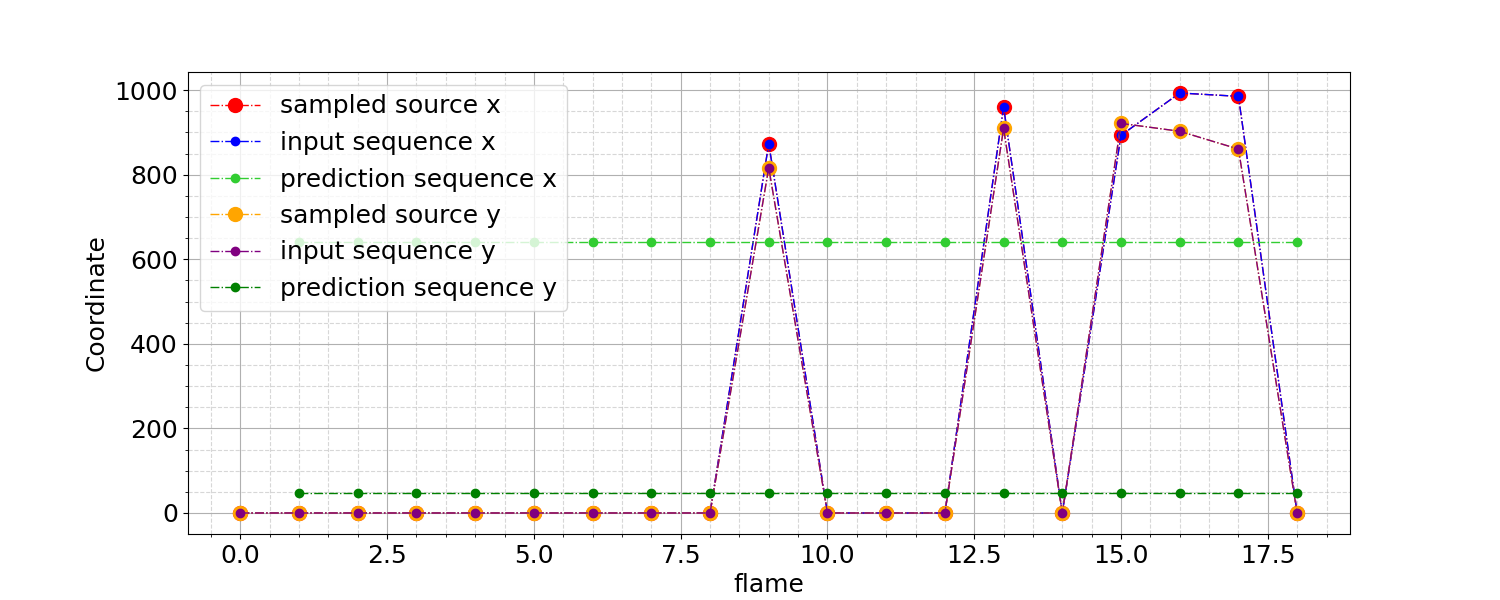 1000
800
600
400
200
0
Coordinate
sampled source x
input sequence x
prediction sequence x
sampled source y
input sequence y
prediction sequence y
0.0 2.5 5.0 7.5 10.0 12.5 15.0 17.5
flame